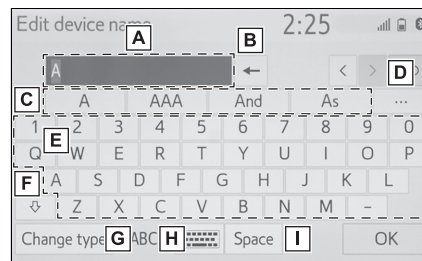 Edit device name 2:25
A
B
A ← < > D
C A AAA And As ...
1 2 3 4 5 6 7 8 9 0
E
Q W E R T Y U I O P
F A S D F G H J K L
Z X C V B N M -
Change type G ABC H Space I OK